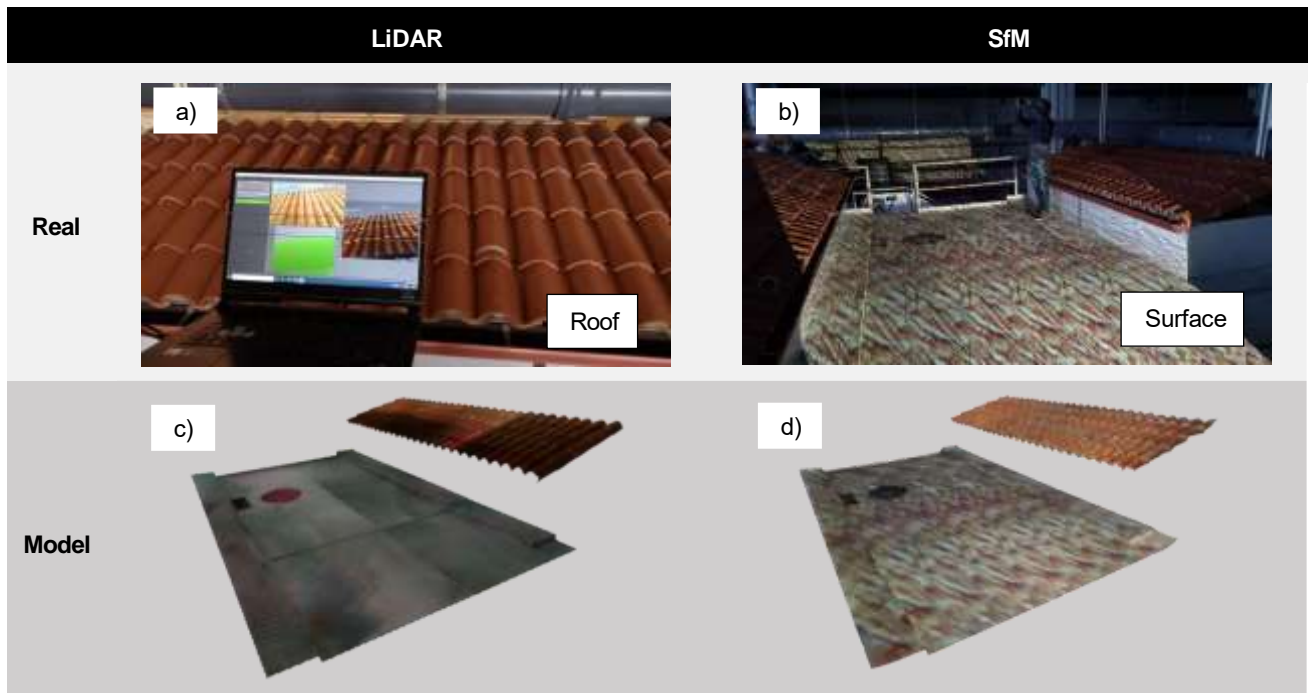 LiDAR
SfM
Real
a)
Roof
b)
Surface
Model
c)
d)